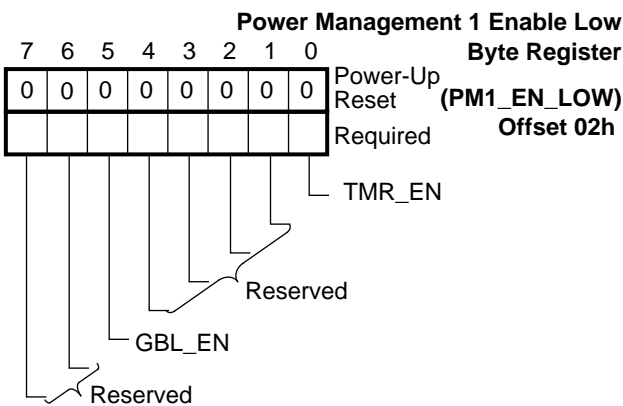 Power Management 1 Enable Low
Byte Register
7 6 5 4 3 2 1 0
0 0 0 0 0 0 0 0
Power-Up
Reset
(PM1_EN_LOW)
Offset 02h
Required
TMR_EN
Reserved
GBL_EN
Reserved